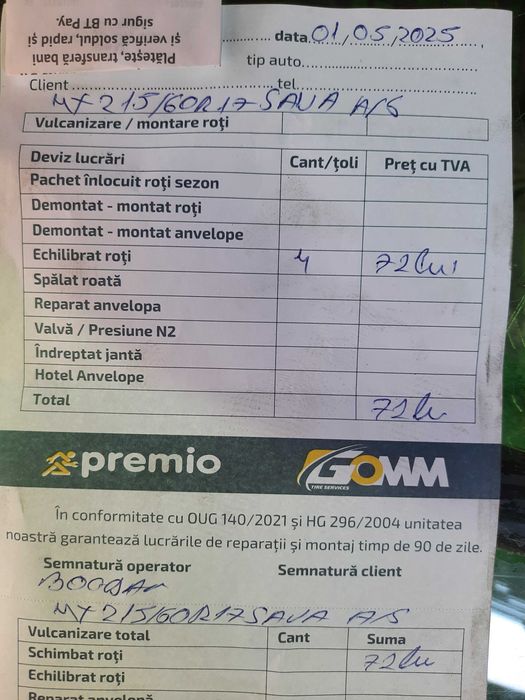 Plătește, transferă bani
și verifică soldul, rapid și
sigur cu BT Pay.
data 01/05/2025
tip auto
Client tel
215/60R17 SAVA A/S
Vulcanizare / montare roți
Deviz lucrări Cant/țoli Preț cu TVA
Pachet înlocuit roți sezon
Demontat - montat roți
Demontat - montat anvelope
Echilibrat roți 4 72 lei
Spălat roată
Reparat anvelopa
Valvă / Presiune N2
Îndreptat jantă
Hotel Anvelope
Total 72 lei
premio GOMM
TIRE SERVICES
În conformitate cu OUG 140/2021 și HG 296/2004 unitatea
noastră garantează lucrările de reparații și montaj timp de 90 de zile.
Semnatură operator Semnatură client
BOGDAN
215/60R17 SAVA A/S
Vulcanizare total Cant Suma
Schimbat roți 72 lei
Echilibrat roți
Reparat anvelopă